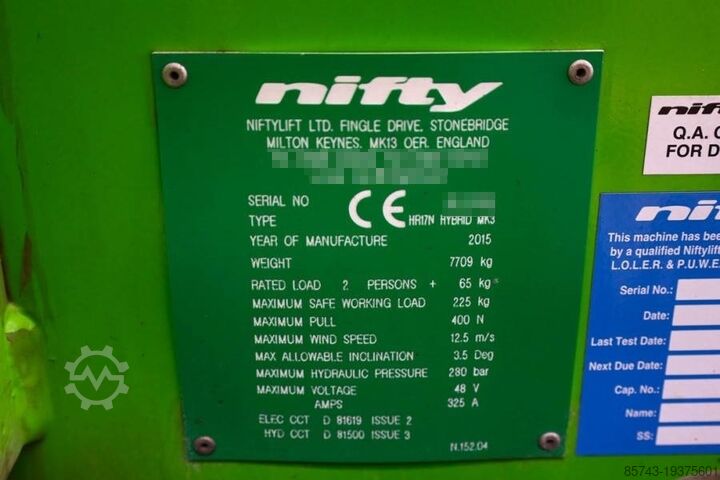 nifty
NIFTYLIFT LTD. FINGLE DRIVE, STONEBRIDGE
MILTON KEYNES. MK13 OER. ENGLAND
SERIAL NO
CE
TYPE HR17N HYBRID MK3
YEAR OF MANUFACTURE 2015
WEIGHT 7709 kg
RATED LOAD 2 PERSONS + 65 kg
MAXIMUM SAFE WORKING LOAD 225 kg
MAXIMUM PULL 400 N
MAXIMUM WIND SPEED 12.5 m/s
MAX ALLOWABLE INCLINATION 3.5 Deg
MAXIMUM HYDRAULIC PRESSURE 280 bar
MAXIMUM VOLTAGE 48 V
AMPS 325 A
ELEC CCT D 81619 ISSUE 2
HYD CCT D 81500 ISSUE 3
N.152.04
Q.A.
FOR D
This machine has bee
by a qualified Niftylift
L.O.L.E.R. & P.U.W.E
Serial No.:
Date:
Last Test Date:
Next Due Date:
Cap. No.:
Name:
SS:
85743-19375601